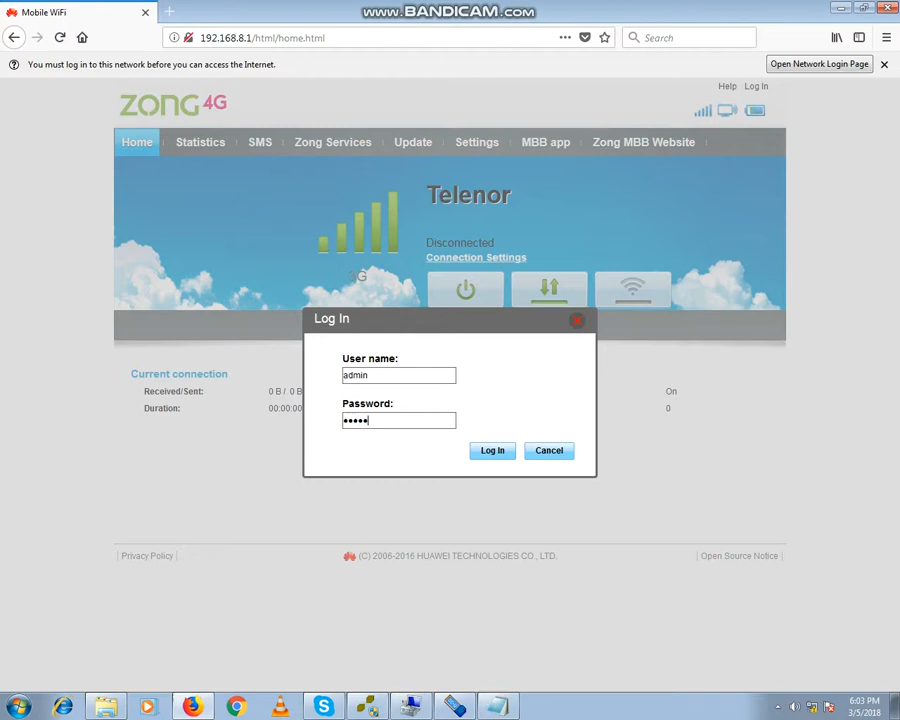 www.BANDICAM.com
Mobile WiFi
192.168.8.1/html/home.html
Search
You must log in to this network before you can access the Internet.
Open Network Login Page
Help Log In
ZONG 4G
Home Statistics SMS Zong Services Update Settings MBB app Zong MBB Website
Telenor
Disconnected
Connection Settings
3G
Log In
User name:
admin
Password:
•••••
Log In Cancel
Current connection
Received/Sent: 0 B / 0 B On
Duration: 00:00:00 0
Privacy Policy (C) 2006-2016 HUAWEI TECHNOLOGIES CO., LTD. Open Source Notice
6:03 PM
3/5/2018